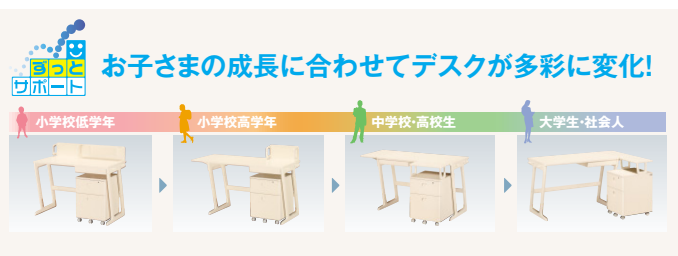 ずっと
サポート
お子さまの成長に合わせてデスクが多彩に変化!
小学校低学年
小学校高学年
中学校・高校生
大学生・社会人